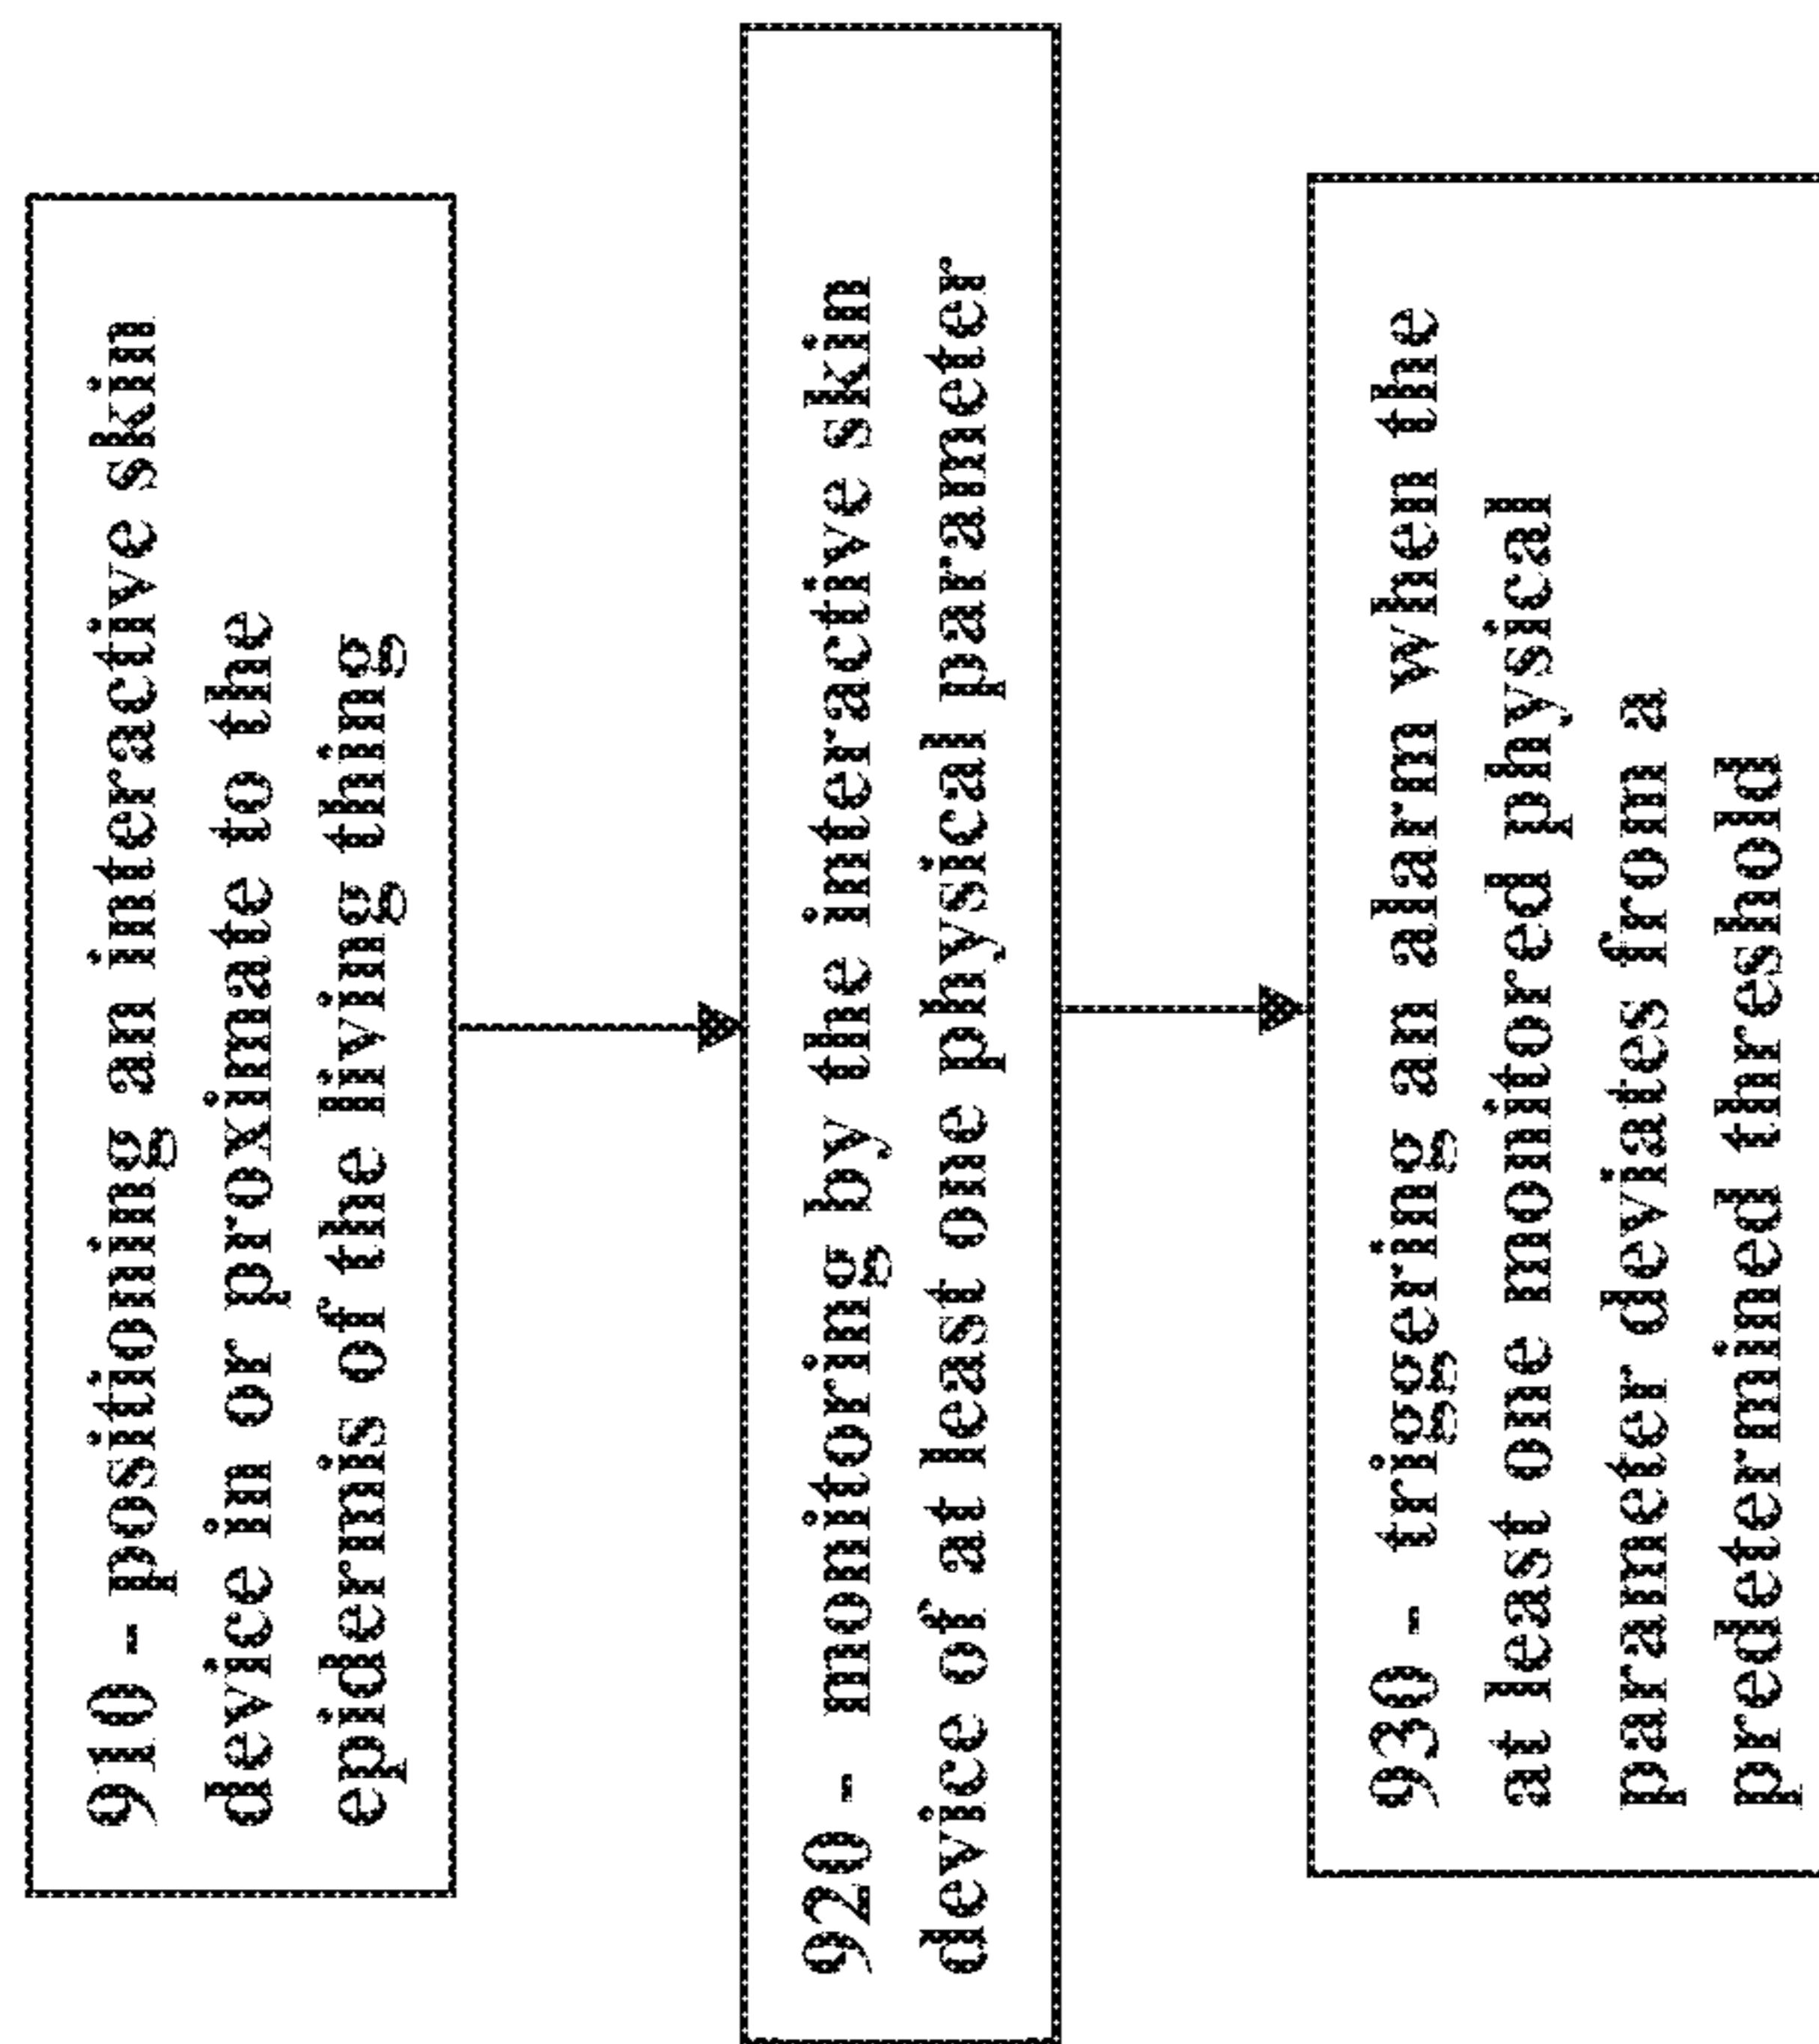 910 - positioning an interactive skin
device in or proximate to the
epidermis of the living thing
920 - monitoring by the interactive skin
device of at least one physical parameter
930 - triggering an alarm when the
at least one monitored physical
parameter deviates from a
predetermined threshold